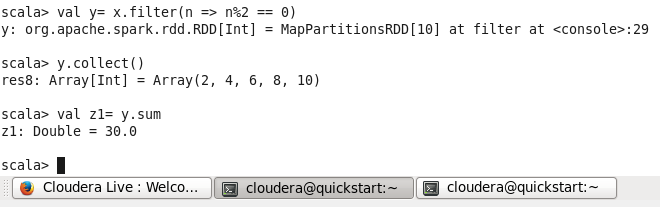 scala> val y= x.filter(n => n%2 == 0)
y: org.apache.spark.rdd.RDD[Int] = MapPartitionsRDD[10] at filter at <console>:29
scala> y.collect()
res8: Array[Int] = Array(2, 4, 6, 8, 10)
scala> val z1= y.sum
z1: Double = 30.0
scala>
Cloudera Live : Welco... cloudera@quickstart:~ cloudera@quickstart:~